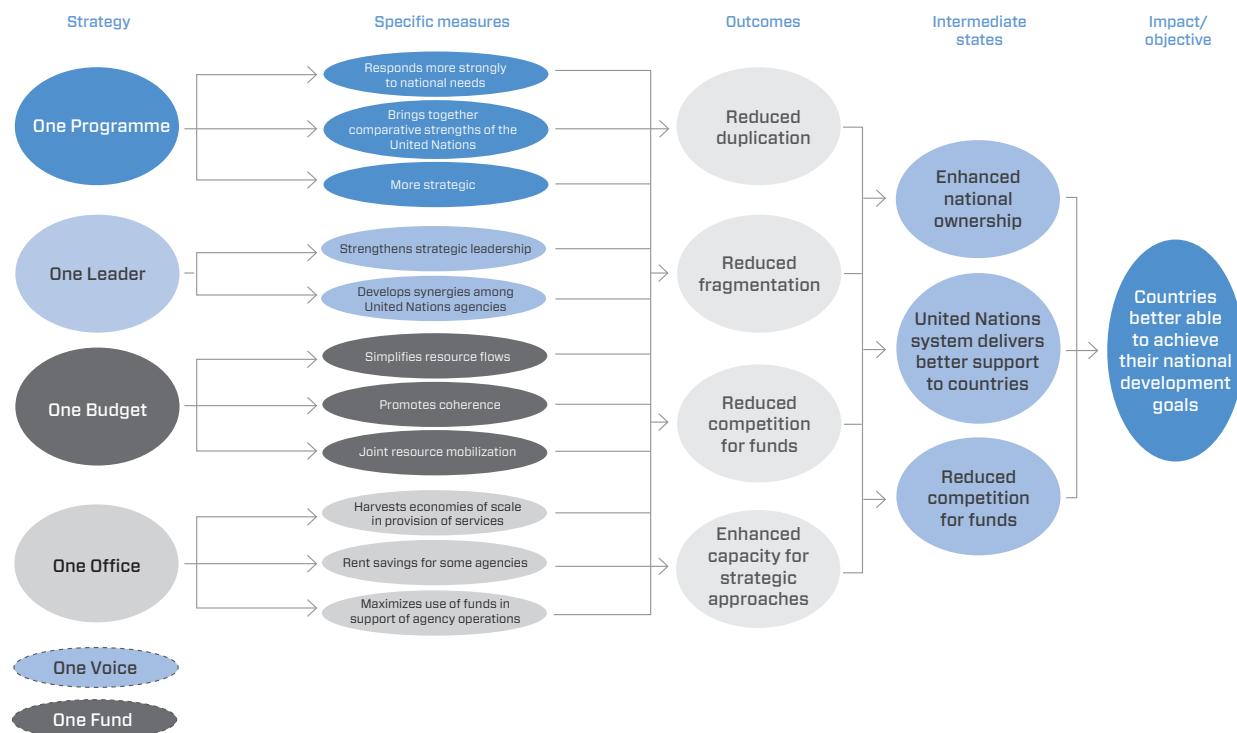 Strategy
Specific measures
Outcomes
Intermediate
states
Impact/
objective
One Programme
Responds more strongly
to national needs
Brings together
comparative strengths of the
United Nations
More strategic
One Leader
Strengthens strategic leadership
Develops synergies among
United Nations agencies
One Budget
Simplifies resource flows
Promotes coherence
Joint resource mobilization
One Office
Harvests economies of scale
in provision of services
Rent savings for some agencies
Maximizes use of funds in
support of agency operations
One Voice
One Fund
Reduced
duplication
Reduced
fragmentation
Reduced
competition
for funds
Enhanced
capacity for
strategic
approaches
Enhanced
national
ownership
United Nations
system delivers
better support
to countries
Reduced
competition
for funds
Countries
better able
to achieve
their national
development
goals